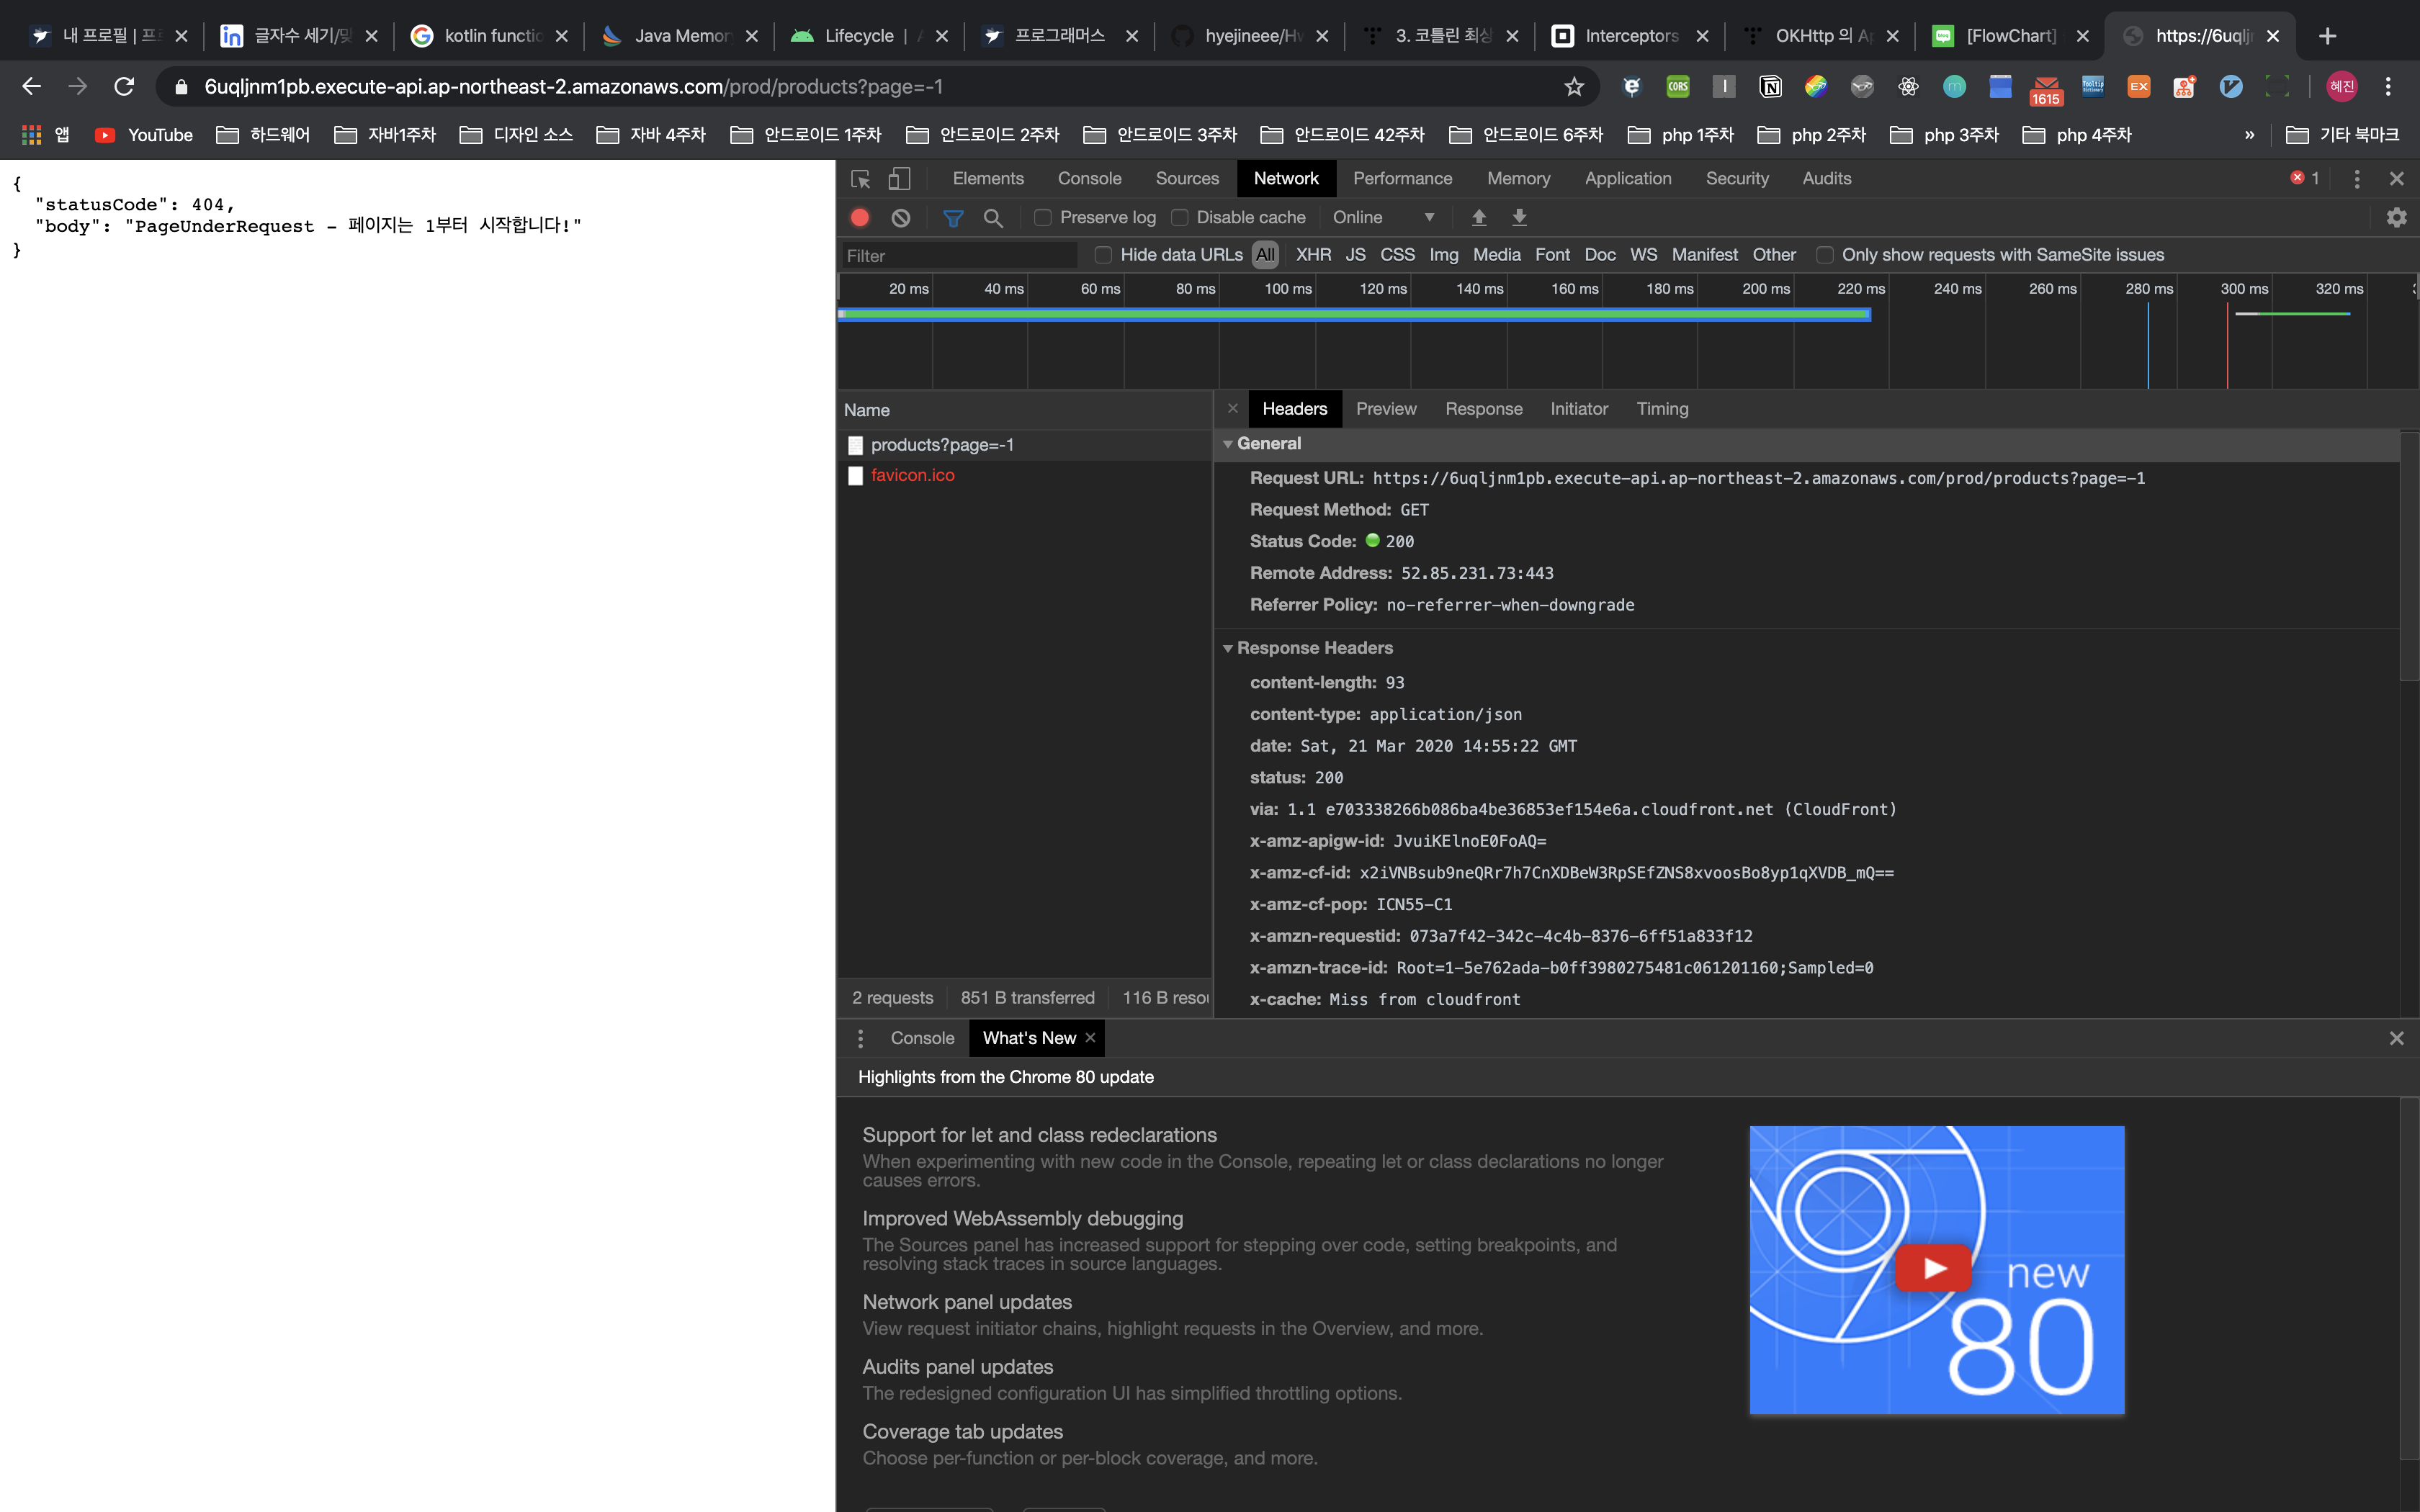 내 프로필 | 프
글자수 세기/맞
kotlin functio
Java Memor
Lifecycle | A
프로그래머스
hyejineee/Hw
3. 코틀린 최상
Interceptors
OKHttp 의 Ap
[FlowChart]
https://6uqljn
6uqljnm1pb.execute-api.ap-northeast-2.amazonaws.com/prod/products?page=-1
CORS
EX
1615
혜진
앱
YouTube
하드웨어
자바1주차
디자인 소스
자바 4주차
안드로이드 1주차
안드로이드 2주차
안드로이드 3주차
안드로이드 42주차
안드로이드 6주차
php 1주차
php 2주차
php 3주차
php 4주차
»
기타 북마크
{
"statusCode": 404,
"body": "PageUnderRequest – 페이지는 1부터 시작합니다!"
}
Elements Console Sources Network Performance Memory Application Security Audits
1
Preserve log Disable cache Online
Filter
Hide data URLs All XHR JS CSS Img Media Font Doc WS Manifest Other Only show requests with SameSite issues
20 ms 40 ms 60 ms 80 ms 100 ms 120 ms 140 ms 160 ms 180 ms 200 ms 220 ms 240 ms 260 ms 280 ms 300 ms 320 ms
Name
products?page=-1
favicon.ico
2 requests 851 B transferred 116 B resou
Headers Preview Response Initiator Timing
General
Request URL: https://6uqljnm1pb.execute-api.ap-northeast-2.amazonaws.com/prod/products?page=-1
Request Method: GET
Status Code: 200
Remote Address: 52.85.231.73:443
Referrer Policy: no-referrer-when-downgrade
Response Headers
content-length: 93
content-type: application/json
date: Sat, 21 Mar 2020 14:55:22 GMT
status: 200
via: 1.1 e703338266b086ba4be36853ef154e6a.cloudfront.net (CloudFront)
x-amz-apigw-id: JvuiKElnoE0FoAQ=
x-amz-cf-id: x2iVNBsub9neQRr7h7CnXDBeW3RpSEfZNS8xvoosBo8yp1qXVDB_mQ==
x-amz-cf-pop: ICN55-C1
x-amzn-requestid: 073a7f42-342c-4c4b-8376-6ff51a833f12
x-amzn-trace-id: Root=1-5e762ada-b0ff3980275481c061201160;Sampled=0
x-cache: Miss from cloudfront
Console What's New
Highlights from the Chrome 80 update
Support for let and class redeclarations
When experimenting with new code in the Console, repeating let or class declarations no longer
causes errors.
Improved WebAssembly debugging
The Sources panel has increased support for stepping over code, setting breakpoints, and
resolving stack traces in source languages.
Network panel updates
View request initiator chains, highlight requests in the Overview, and more.
Audits panel updates
The redesigned configuration UI has simplified throttling options.
Coverage tab updates
Choose per-function or per-block coverage, and more.
new
80